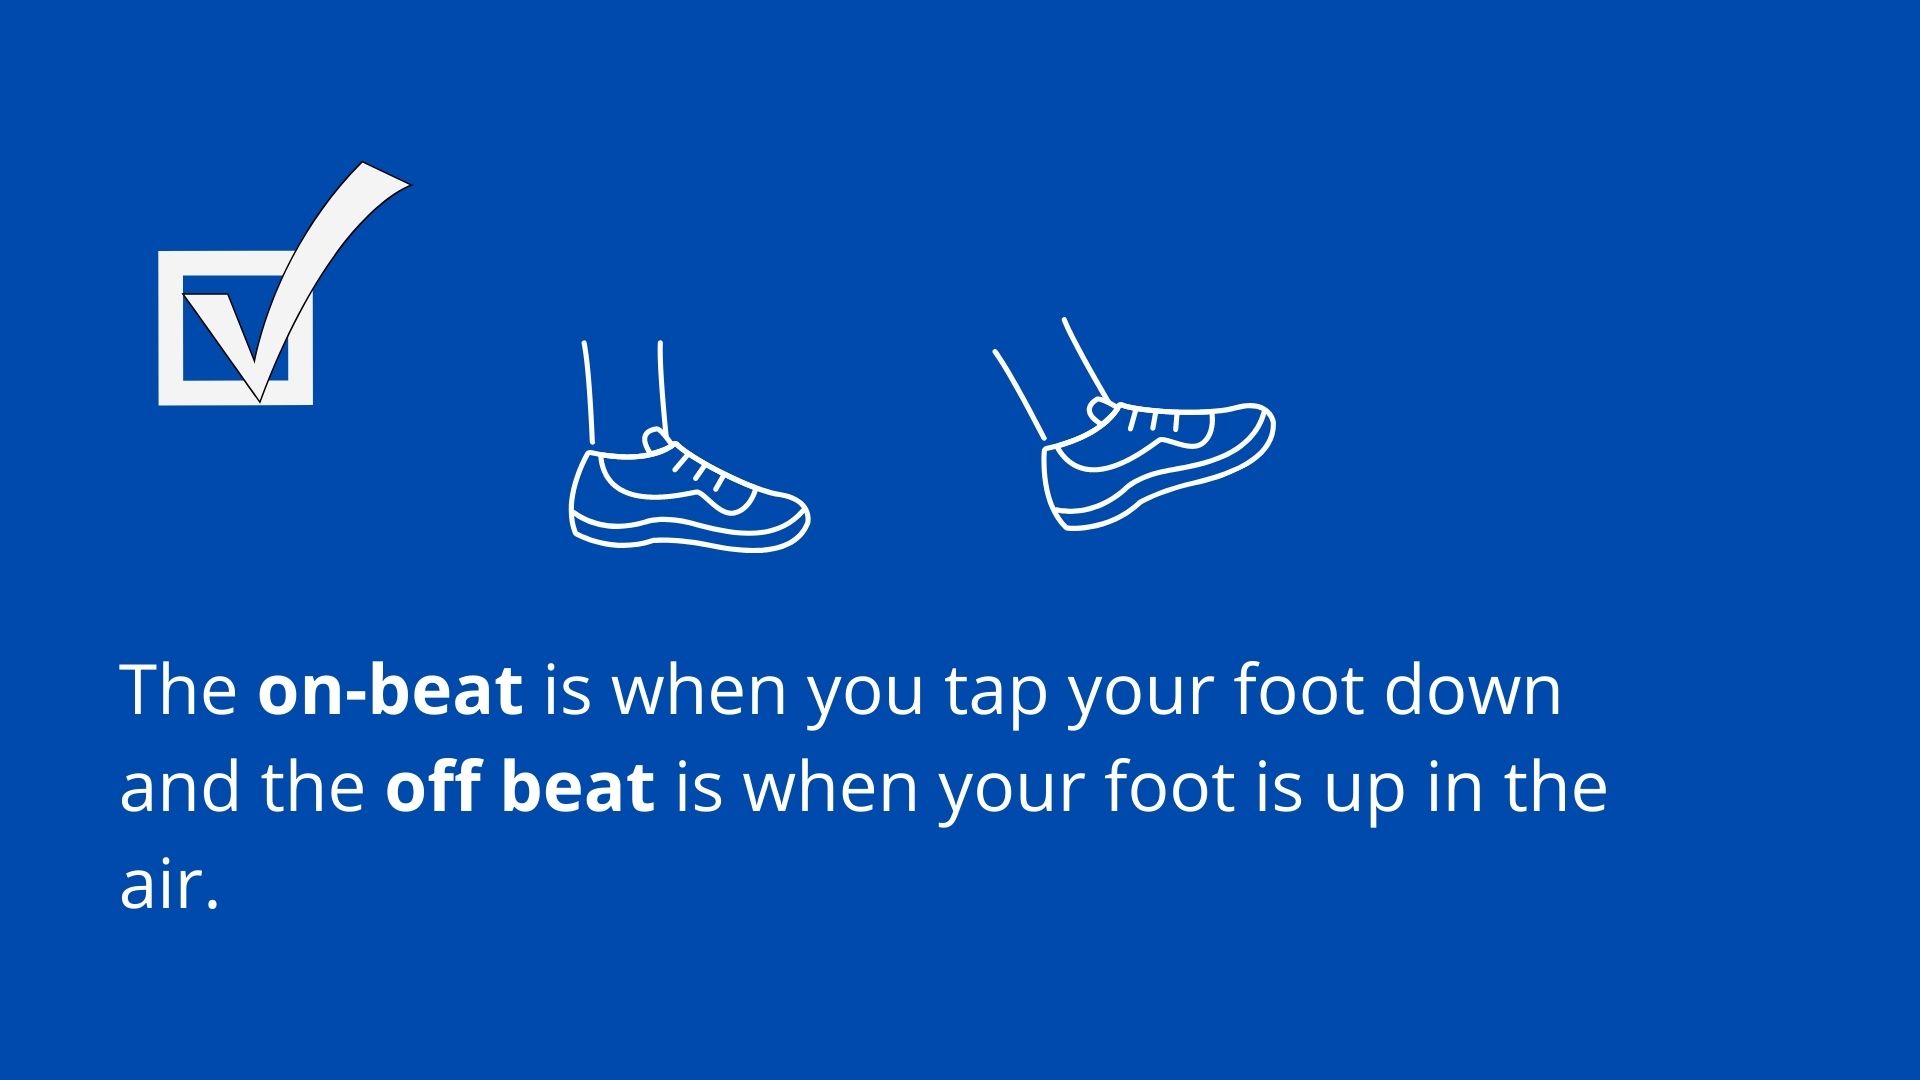 The on-beat is when you tap your foot down
and the off beat is when your foot is up in the
air.